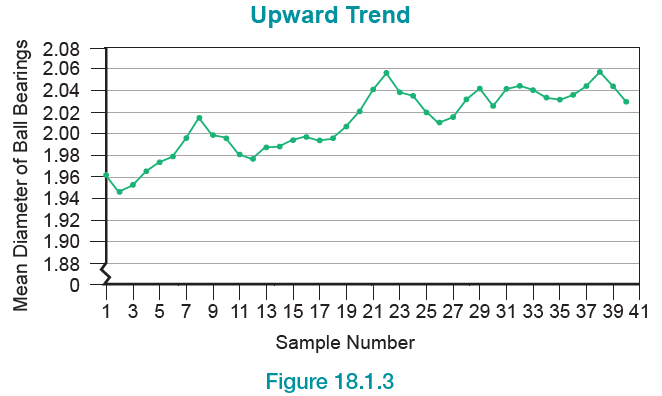 Upward Trend
Mean Diameter of Ball Bearings
2.08
2.06
2.04
2.02
2.00
1.98
1.96
1.94
1.92
1.90
1.88
0
1 3 5 7 9 11 13 15 17 19 21 23 25 27 29 31 33 35 37 39 41
Sample Number
Figure 18.1.3